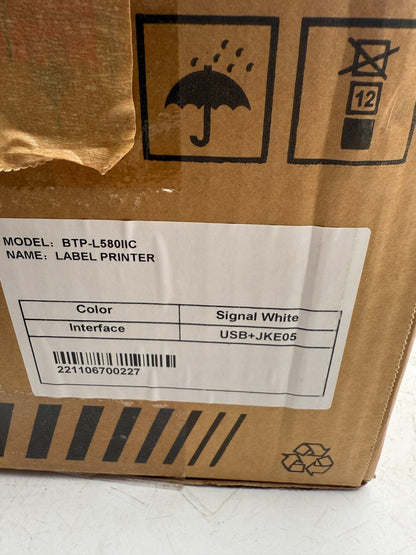 12
MODEL： BTP-L580IIC
NAME： LABEL PRINTER
Color Signal White
Interface USB+JKE05
221106700227